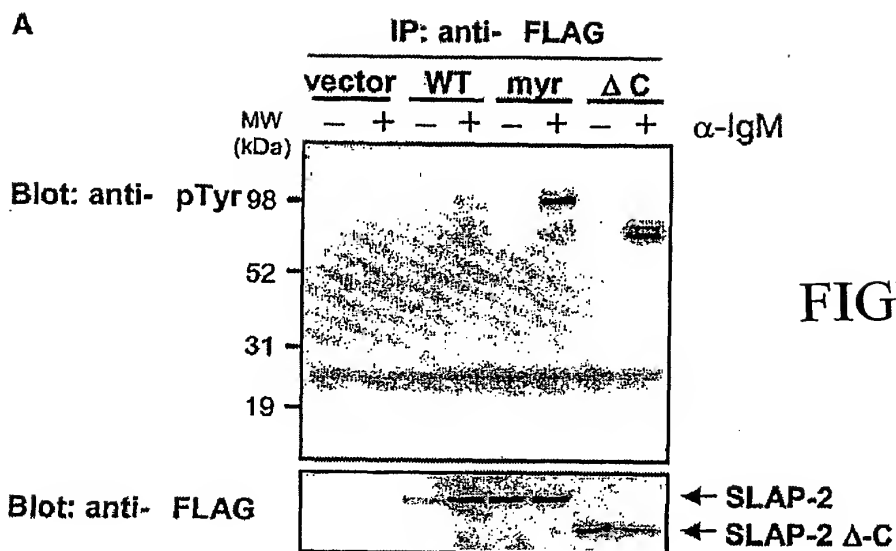 A
IP: anti- FLAG
vector WT myr Δ C
MW (kDa) – + – + – + – + α-IgM
Blot: anti- pTyr 98
52
31
19
FIG
Blot: anti- FLAG
← SLAP-2
← SLAP-2 Δ-C